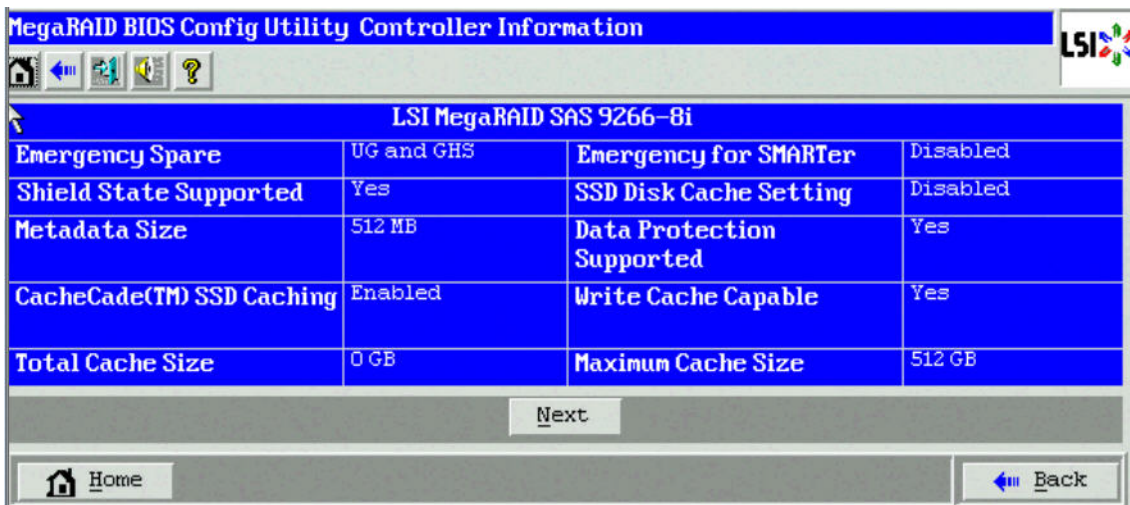 MegaRAID BIOS Config Utility Controller Information
LSI
?
LSI MegaRAID SAS 9266-8i
Emergency Spare UG and GHS Emergency for SMARTer Disabled
Shield State Supported Yes SSD Disk Cache Setting Disabled
Metadata Size 512 MB Data Protection Yes
Supported
CacheCade(TM) SSD Caching Enabled Write Cache Capable Yes
Total Cache Size 0 GB Maximum Cache Size 512 GB
Next
Home Back